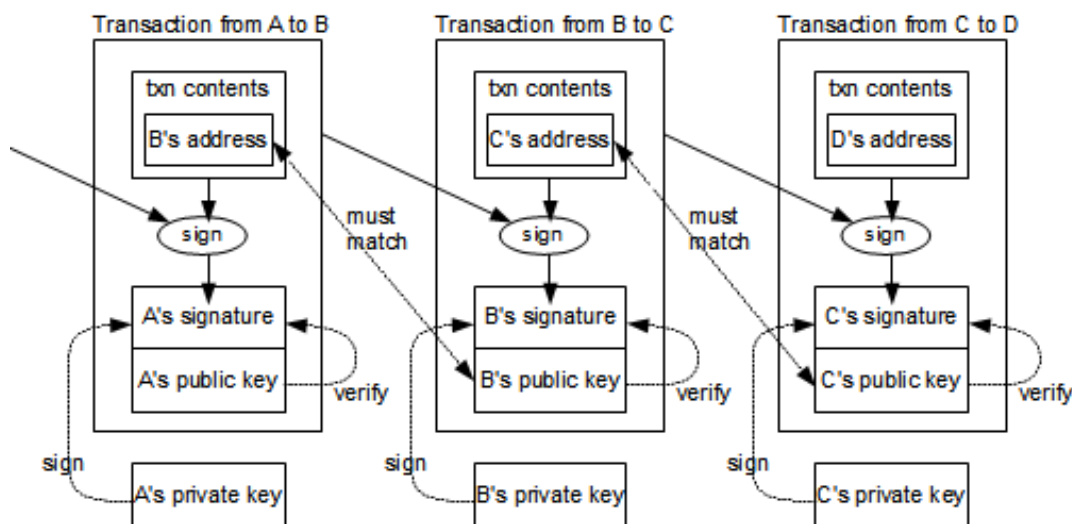 Transaction from A to B
txn contents
B's address
sign
A's signature
A's public key
verify
sign
A's private key
must
match
Transaction from B to C
txn contents
C's address
sign
B's signature
B's public key
verify
sign
B's private key
must
match
Transaction from C to D
txn contents
D's address
sign
C's signature
C's public key
verify
sign
C's private key